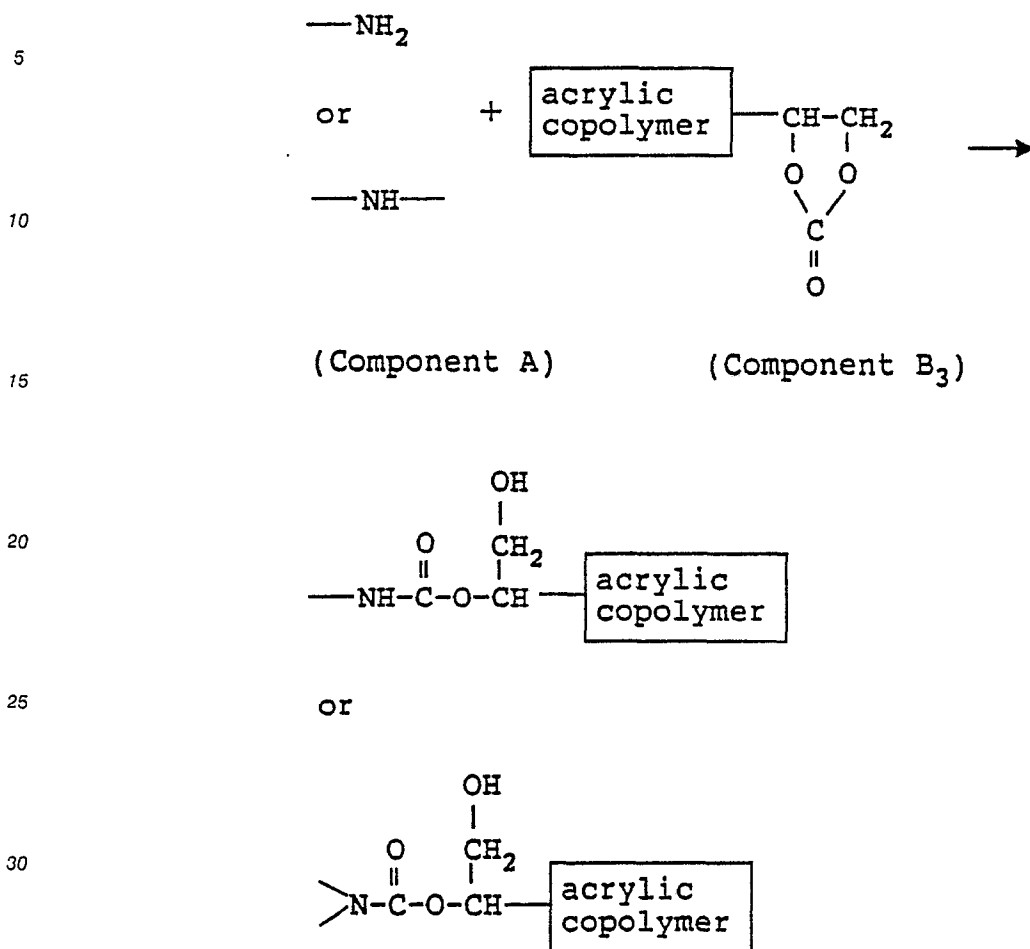 —NH2
5
or + acrylic copolymer —CH—CH2 →
O O
—NH—
10
C
||
O
(Component A) (Component B3)
15
OH
|
20
O CH2
|| |
—NH—C—O—CH— acrylic copolymer
25
or
OH
|
30
O CH2
|| |
>N—C—O—CH— acrylic copolymer